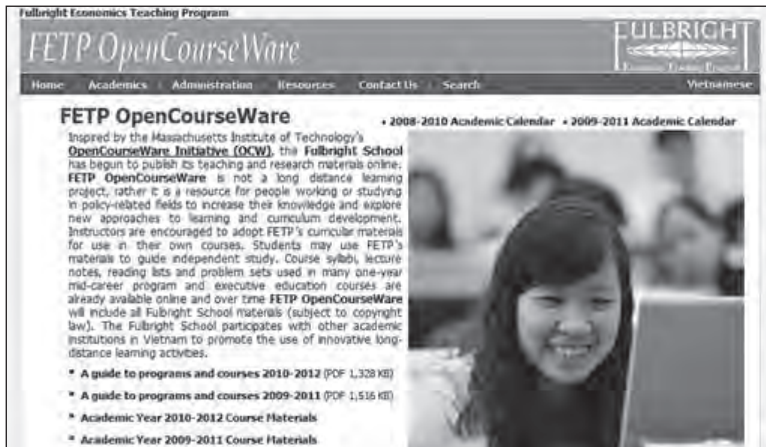 Fulbright Economics Teaching Program
FETP OpenCourseWare
FULBRIGHT
Economics Teaching Program
Home Academics Administration Resources Contact Us Search Vietnamese
FETP OpenCourseWare
• 2008-2010 Academic Calendar • 2009-2011 Academic Calendar
Inspired by the Massachusetts Institute of Technology's
OpenCourseWare Initiative (OCW), the Fulbright School
has begun to publish its teaching and research materials online.
FETP OpenCourseWare is not a long distance learning
project, rather it is a resource for people working or studying
in policy-related fields to increase their knowledge and explore
new approaches to learning and curriculum development.
Instructors are encouraged to adopt FETP's curricular materials
for use in their own courses. Students may use FETP's
materials to guide independent study. Course syllabi, lecture
notes, reading lists and problem sets used in many one-year
mid-career program and executive education courses are
already available online and over time FETP OpenCourseWare
will include all Fulbright School materials (subject to copyright
law). The Fulbright School participates with other academic
institutions in Vietnam to promote the use of innovative long-
distance learning activities.
A guide to programs and courses 2010-2012 (PDF 1,328 KB)
A guide to programs and courses 2009-2011 (PDF 1,516 KB)
Academic Year 2010-2012 Course Materials
Academic Year 2009-2011 Course Materials